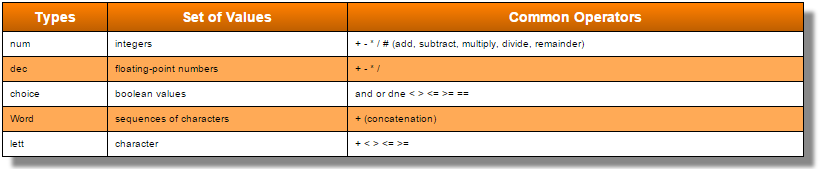 Types Set of Values Common Operators
num integers + - * / # (add, subtract, multiply, divide, remainder)
dec floating-point numbers + - * /
choice boolean values and or dne < > <= >= ==
Word sequences of characters + (concatenation)
lett character + < > <= >=